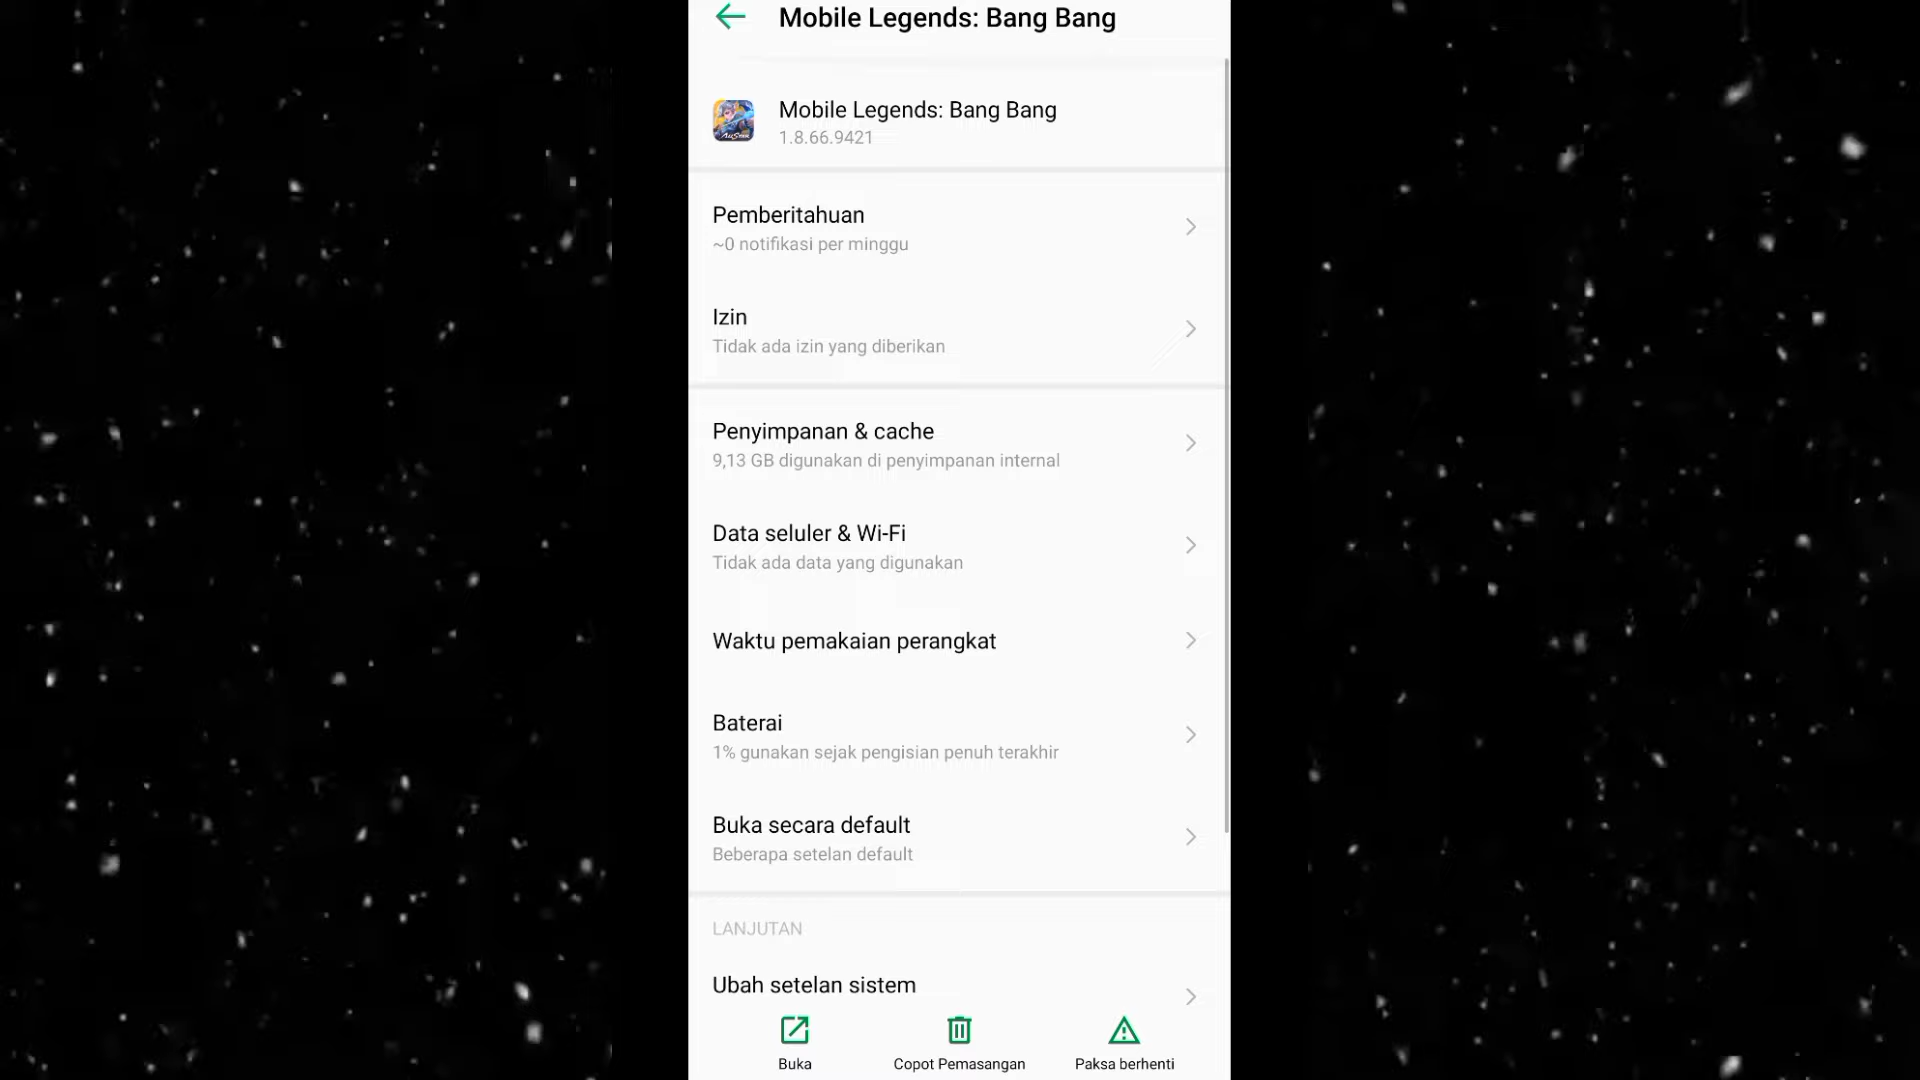 Mobile Legends: Bang Bang
Mobile Legends: Bang Bang
1.8.66.9421
Pemberitahuan
~0 notifikasi per minggu
Izin
Tidak ada izin yang diberikan
Penyimpanan & cache
9,13 GB digunakan di penyimpanan internal
Data seluler & Wi-Fi
Tidak ada data yang digunakan
Waktu pemakaian perangkat
Baterai
1% gunakan sejak pengisian penuh terakhir
Buka secara default
Beberapa setelan default
LANJUTAN
Ubah setelan sistem
Buka
Copot Pemasangan
Paksa berhenti